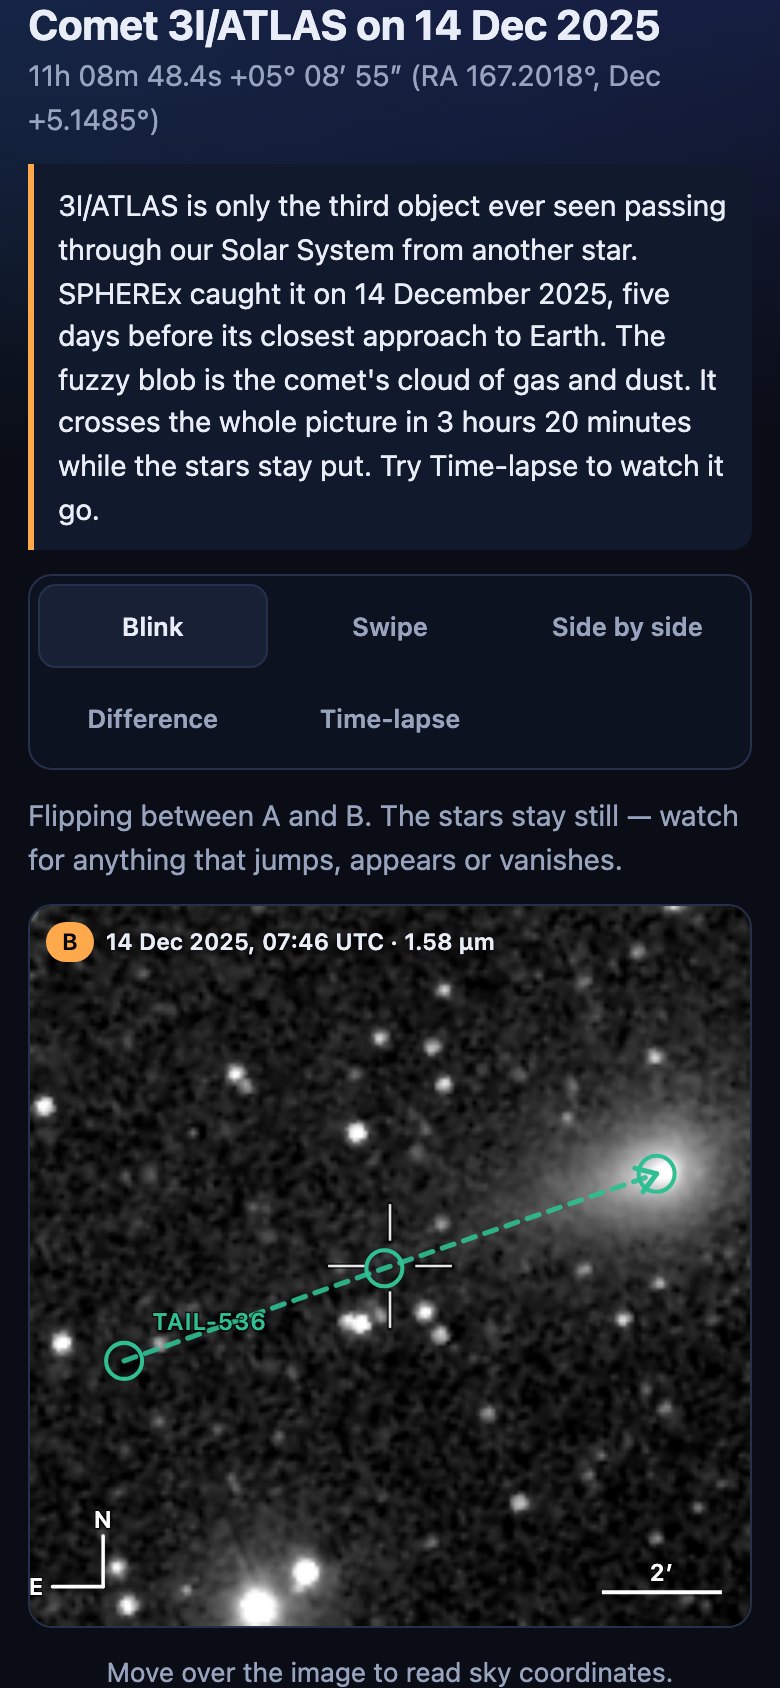 Comet 3I/ATLAS on 14 Dec 2025
11h 08m 48.4s +05° 08′ 55″ (RA 167.2018°, Dec
+5.1485°)
3I/ATLAS is only the third object ever seen passing
through our Solar System from another star.
SPHEREx caught it on 14 December 2025, five
days before its closest approach to Earth. The
fuzzy blob is the comet's cloud of gas and dust. It
crosses the whole picture in 3 hours 20 minutes
while the stars stay put. Try Time-lapse to watch it
go.
Blink
Swipe
Side by side
Difference
Time-lapse
Flipping between A and B. The stars stay still — watch
for anything that jumps, appears or vanishes.
B 14 Dec 2025, 07:46 UTC · 1.58 µm
TAIL-536
N
E
2′
Move over the image to read sky coordinates.